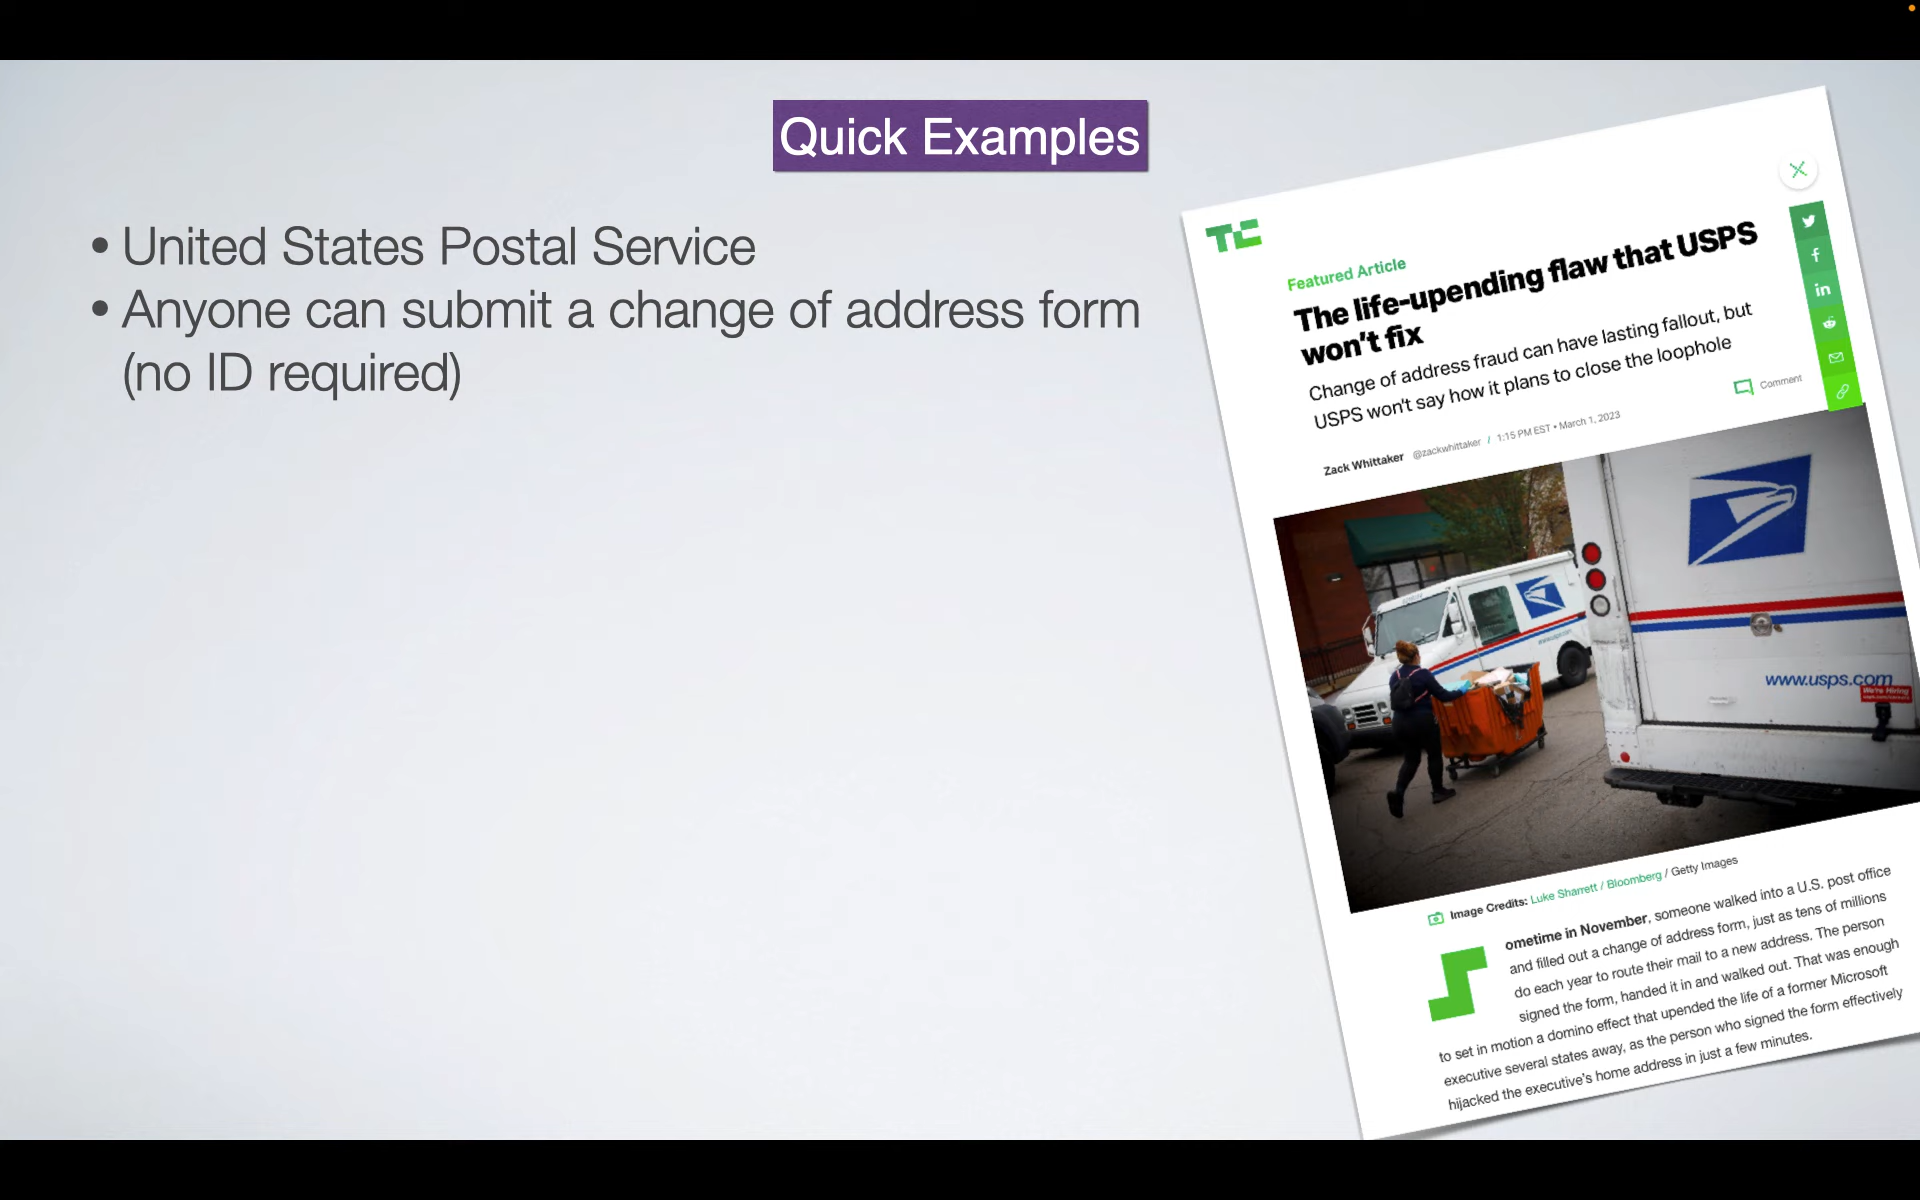 Quick Examples
• United States Postal Service
• Anyone can submit a change of address form
(no ID required)
TC
Featured Article
The life-upending flaw that USPS
won't fix
Change of address fraud can have lasting fallout, but
USPS won't say how it plans to close the loophole
Comment
Zack Whittaker @zackwhittaker / 1:15 PM EST • March 1, 2023
www.usps.com
We're Hiring
Image Credits: Luke Sharrett / Bloomberg / Getty Images
Sometime in November, someone walked into a U.S. post office
and filled out a change of address form, just as tens of millions
do each year to route their mail to a new address. The person
signed the form, handed it in and walked out. That was enough
to set in motion a domino effect that upended the life of a former Microsoft
executive several states away, as the person who signed the form effectively
hijacked the executive's home address in just a few minutes.